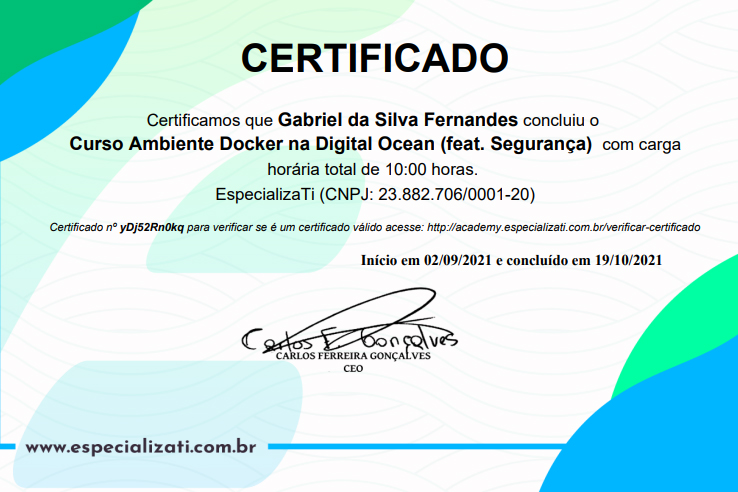 CERTIFICADO
Certificamos que Gabriel da Silva Fernandes concluiu o
Curso Ambiente Docker na Digital Ocean (feat. Segurança) com carga
horária total de 10:00 horas.
EspecializaTi (CNPJ: 23.882.706/0001-20)
Certificado nº yDj52Rn0kq para verificar se é um certificado válido acesse: http://academy.especializati.com.br/verificar-certificado
Início em 02/09/2021 e concluído em 19/10/2021
Carlos F. Gonçalves
CARLOS FERREIRA GONÇALVES
CEO
www.especializati.com.br